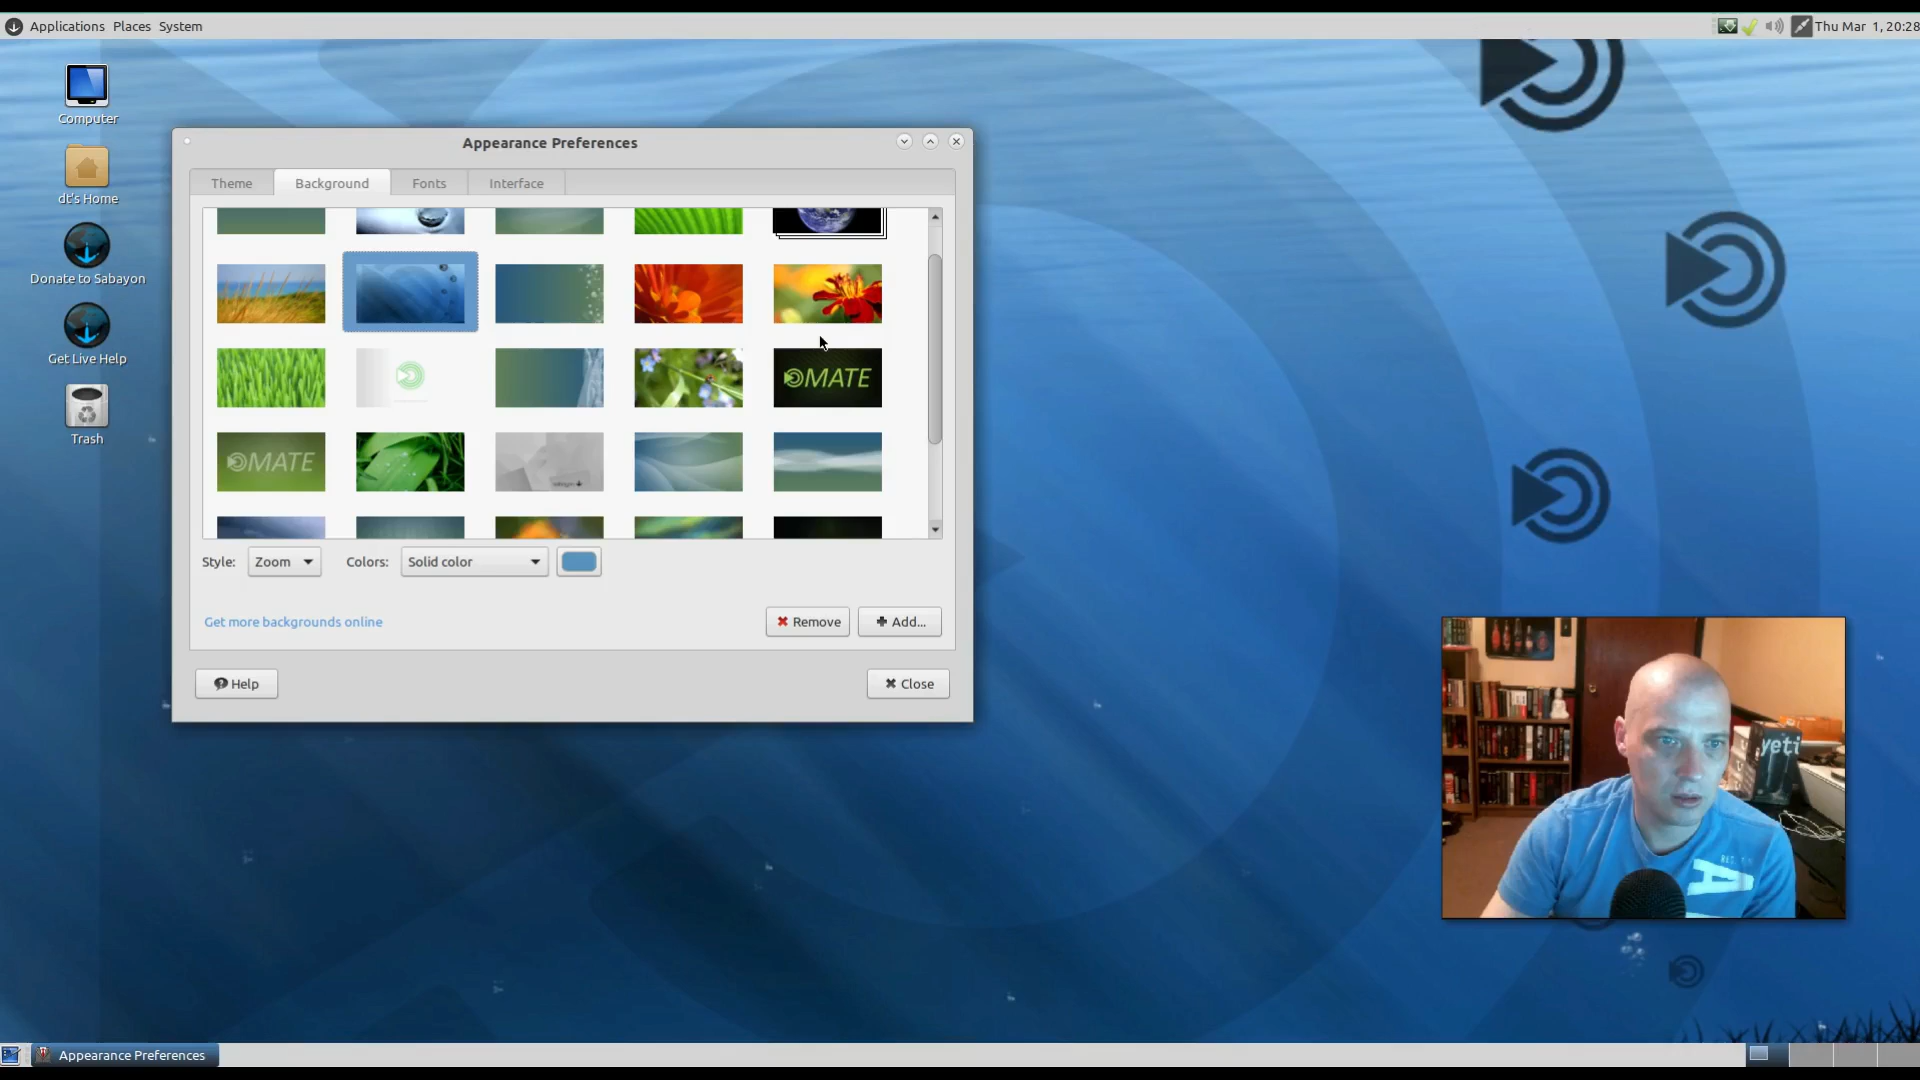 Applications Places System
Thu Mar 1, 20:28
Computer
dt's Home
Donate to Sabayon
Get Live Help
Trash
Appearance Preferences
Theme
Background
Fonts
Interface
MATE
MATE
Style:
Zoom
Colors:
Solid color
Get more backgrounds online
Remove
Add...
Help
Close
yeti
A
Appearance Preferences